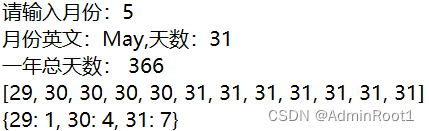 请输入月份：5
月份英文：May,天数：31
一年总天数： 366
[29, 30, 30, 30, 30, 31, 31, 31, 31, 31, 31, 31]
{29: 1, 30: 4, 31: 7}
CSDN @AdminRoot1